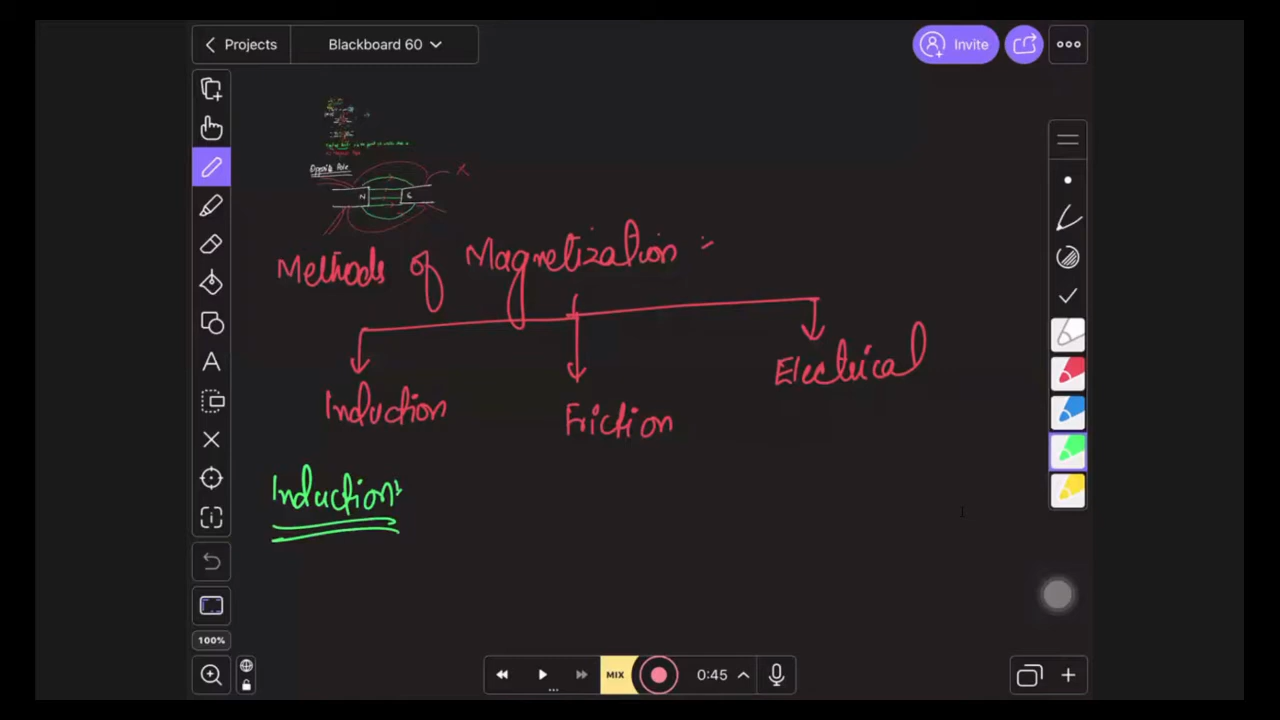 Projects
Blackboard 60
Invite
Opposite Pole
N S
X
Methods of Magnetization :-
Induction
Friction
Electrical
Induction:
A
100%
MIX
0:45